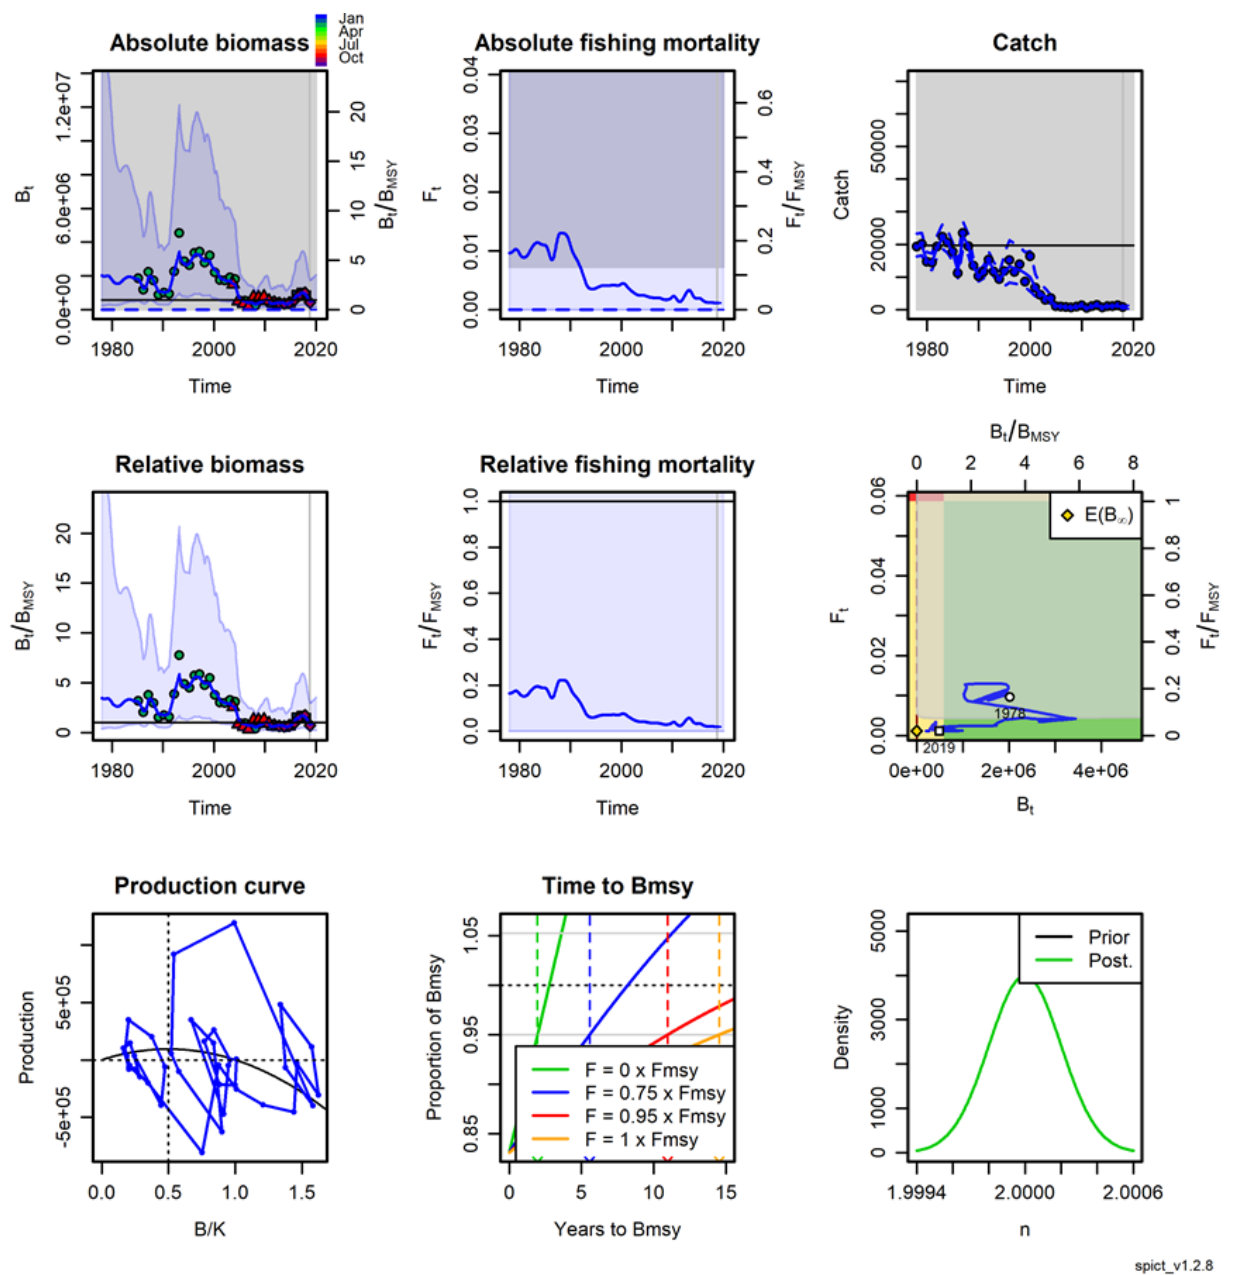 Jan
Apr
Jul
Oct
Absolute biomass
Absolute fishing mortality
Catch
Bt
0.0e+00 6.0e+06 1.2e+07
Bt/BMSY
0 5 10 15 20
1980 2000 2020
Time
Ft
0.00 0.01 0.02 0.03 0.04
Ft/FMSY
0 0.2 0.4 0.6
1980 2000 2020
Time
Catch
0 20000 50000
1980 2000 2020
Time
Relative biomass
Relative fishing mortality
Bt/BMSY
0 5 10 15 20
1980 2000 2020
Time
Ft/FMSY
0.0 0.2 0.4 0.6 0.8 1.0
1980 2000 2020
Time
Bt/BMSY
0 2 4 6 8
E(B∞)
Ft
0.00 0.02 0.04 0.06
Ft/FMSY
0 0.2 0.4 0.6 0.8 1
1978
2019
0e+00 2e+06 4e+06
Bt
Production curve
Time to Bmsy
Production
-5e+05 5e+05
0.0 0.5 1.0 1.5
B/K
Proportion of Bmsy
0.85 0.95 1.05
F = 0 x Fmsy
F = 0.75 x Fmsy
F = 0.95 x Fmsy
F = 1 x Fmsy
0 5 10 15
Years to Bmsy
Density
0 1000 3000 5000
Prior
Post.
1.9994 2.0000 2.0006
n
spict_v1.2.8